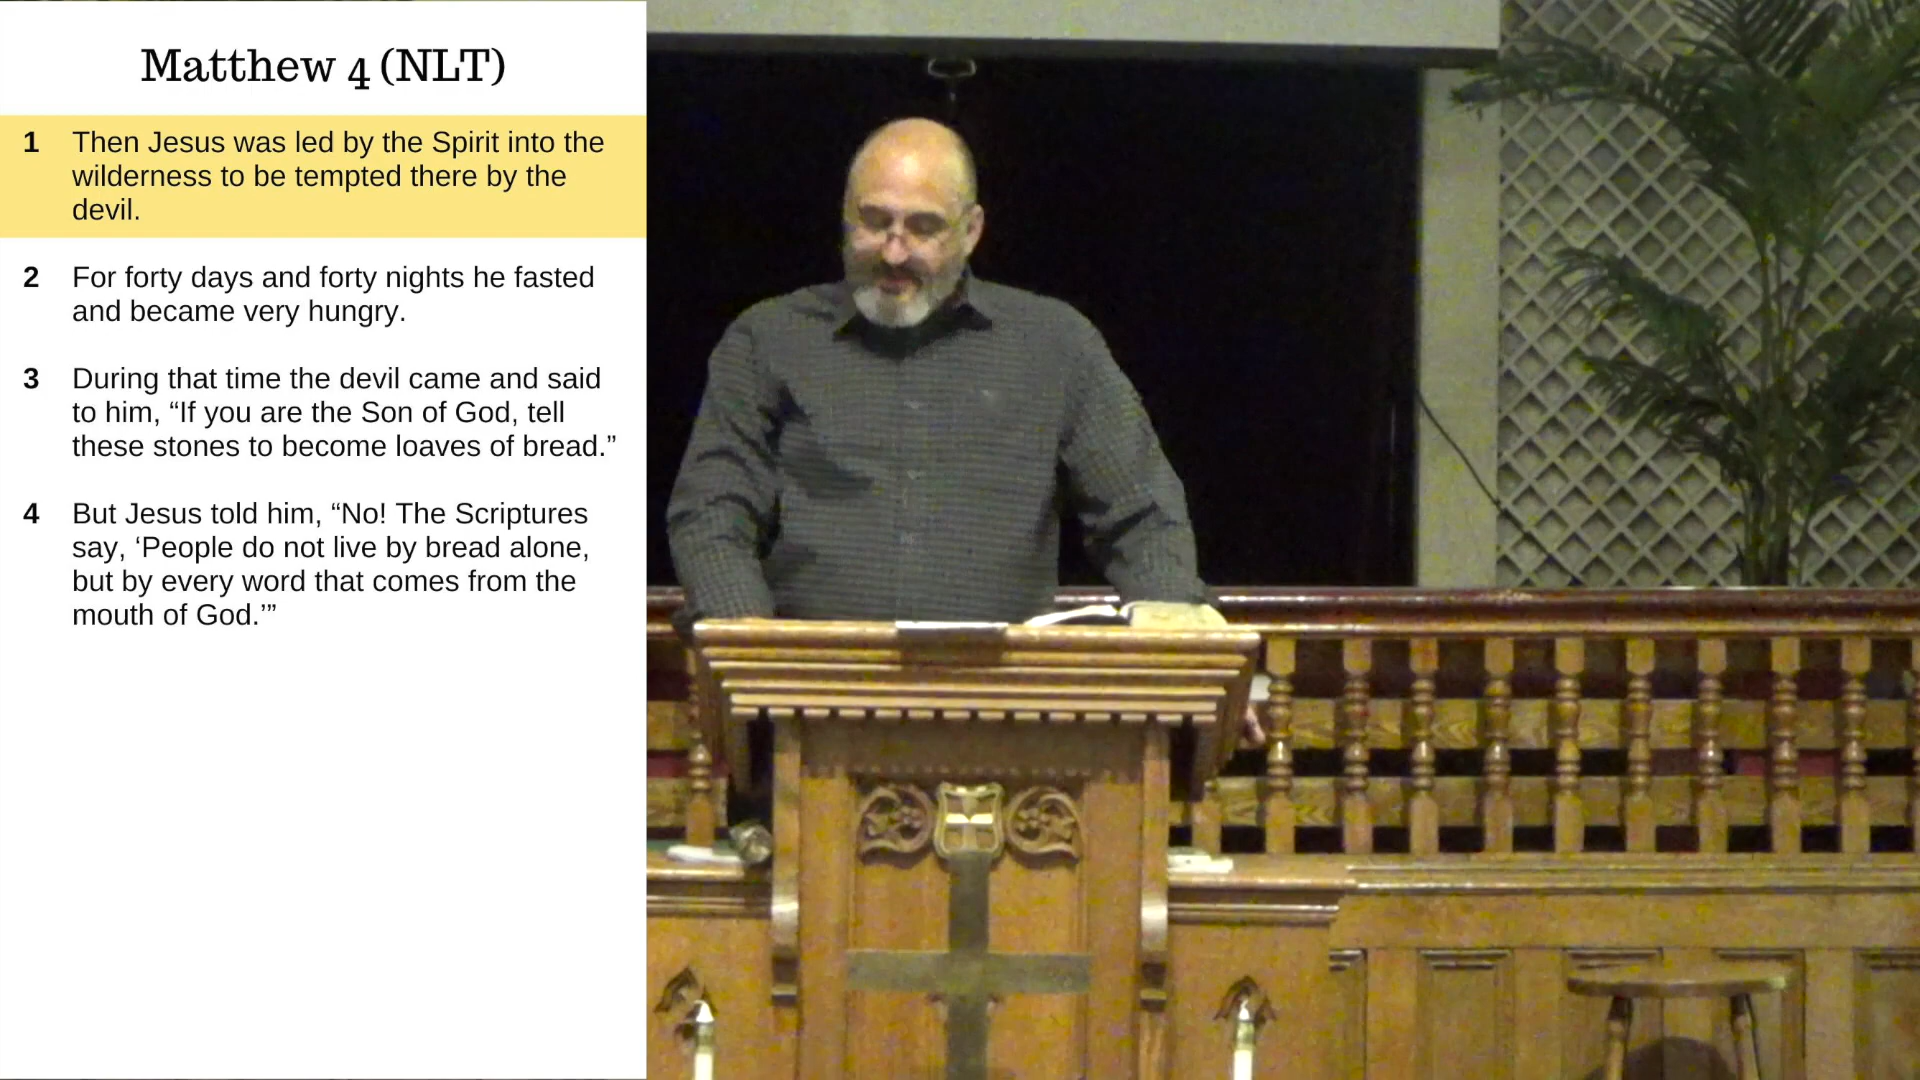 Matthew 4 (NLT)
1 Then Jesus was led by the Spirit into the
wilderness to be tempted there by the
devil.
2 For forty days and forty nights he fasted
and became very hungry.
3 During that time the devil came and said
to him, “If you are the Son of God, tell
these stones to become loaves of bread.”
4 But Jesus told him, “No! The Scriptures
say, ‘People do not live by bread alone,
but by every word that comes from the
mouth of God.’”